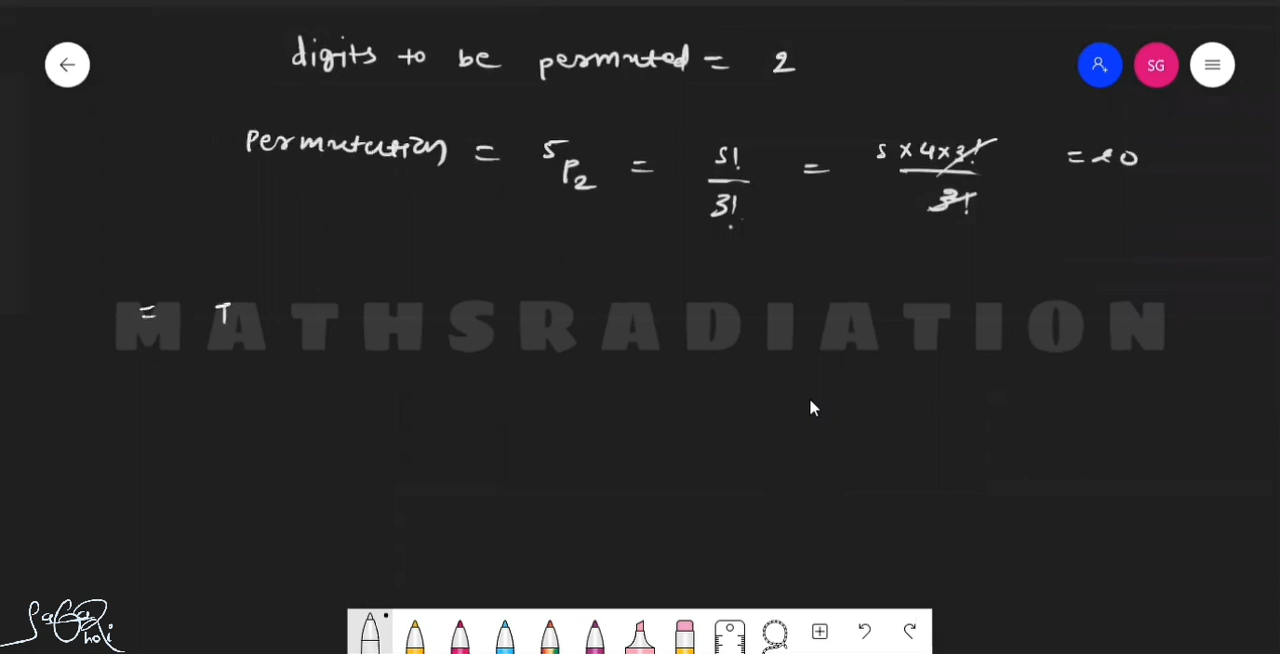 digits to be permuted = 2
SG
Permutation = 5P2 = 5!/3! = 5 x 4 x 3!/3! = 20
= T
MATHSRADIATION